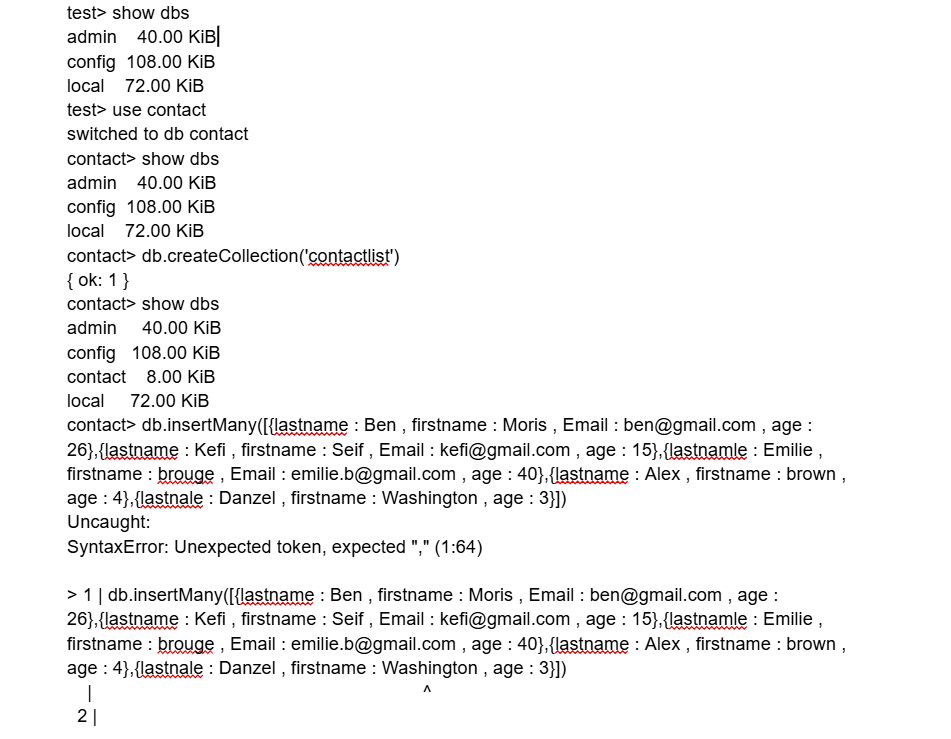 test> show dbs
admin    40.00 KiB
config  108.00 KiB
local    72.00 KiB
test> use contact
switched to db contact
contact> show dbs
admin    40.00 KiB
config  108.00 KiB
local    72.00 KiB
contact> db.createCollection('contactlist')
{ ok: 1 }
contact> show dbs
admin     40.00 KiB
config   108.00 KiB
contact    8.00 KiB
local     72.00 KiB
contact> db.insertMany([{lastname : Ben , firstname : Moris , Email : ben@gmail.com , age :
26},{lastname : Kefi , firstname : Seif , Email : kefi@gmail.com , age : 15},{lastnamle : Emilie ,
firstname : brouge , Email : emilie.b@gmail.com , age : 40},{lastname : Alex , firstname : brown ,
age : 4},{lastnale : Danzel , firstname : Washington , age : 3}])
Uncaught:
SyntaxError: Unexpected token, expected "," (1:64)

> 1 | db.insertMany([{lastname : Ben , firstname : Moris , Email : ben@gmail.com , age :
26},{lastname : Kefi , firstname : Seif , Email : kefi@gmail.com , age : 15},{lastnamle : Emilie ,
firstname : brouge , Email : emilie.b@gmail.com , age : 40},{lastname : Alex , firstname : brown ,
age : 4},{lastnale : Danzel , firstname : Washington , age : 3}])
    |                                                                 ^
  2 |